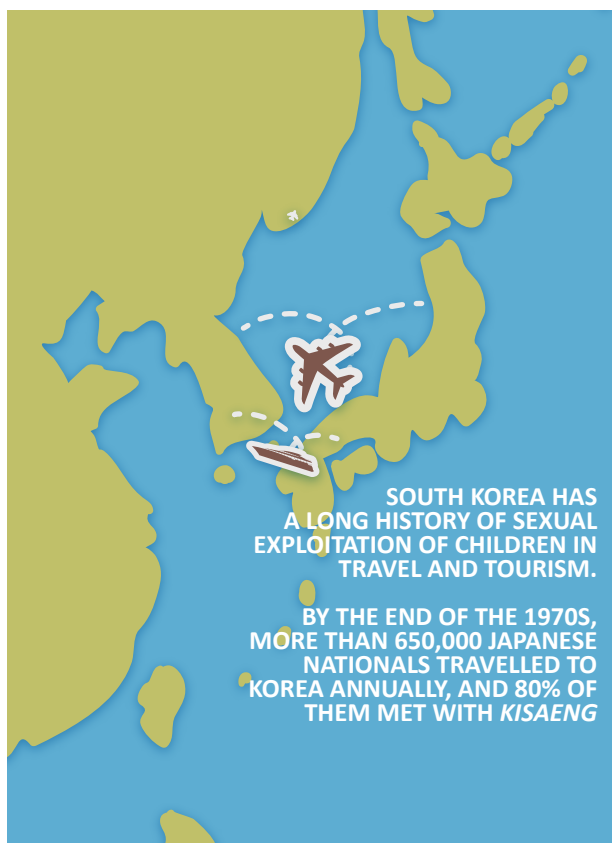 SOUTH KOREA HAS
A LONG HISTORY OF SEXUAL
EXPLOITATION OF CHILDREN IN
TRAVEL AND TOURISM.
BY THE END OF THE 1970S,
MORE THAN 650,000 JAPANESE
NATIONALS TRAVELLED TO
KOREA ANNUALLY, AND 80% OF
THEM MET WITH KISAENG